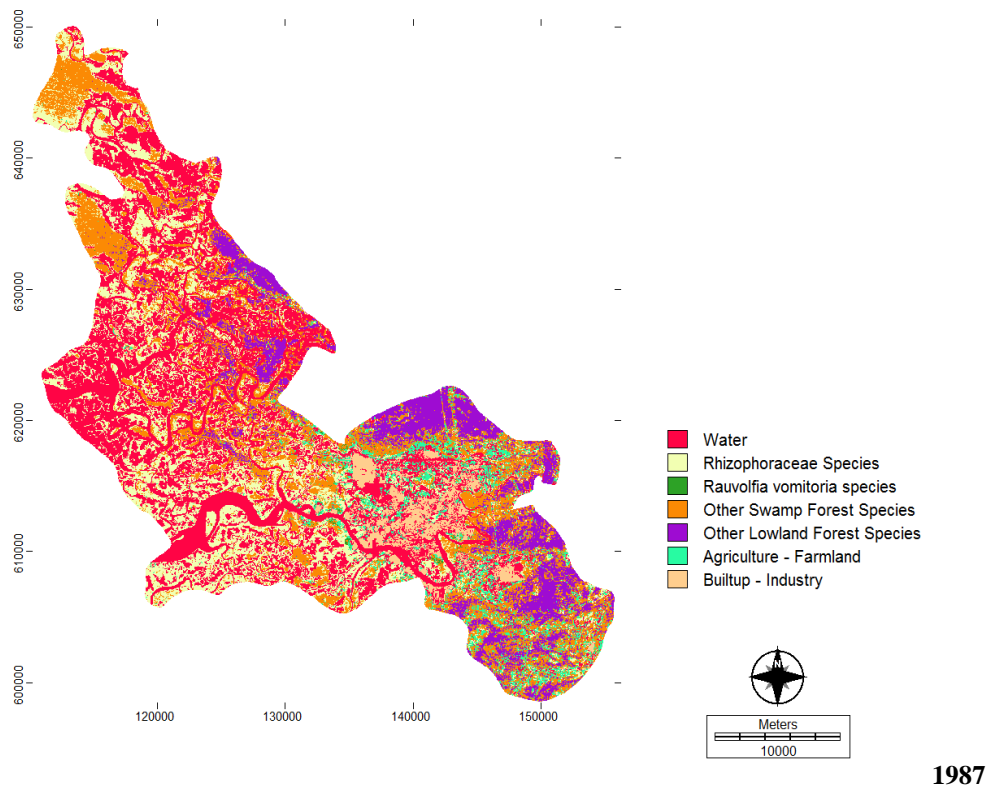 650000
640000
630000
620000
610000
600000
120000
130000
140000
150000
Water
Rhizophoraceae Species
Rauvolfia vomitoria species
Other Swamp Forest Species
Other Lowland Forest Species
Agriculture - Farmland
Builtup - Industry
N
Meters
10000
1987